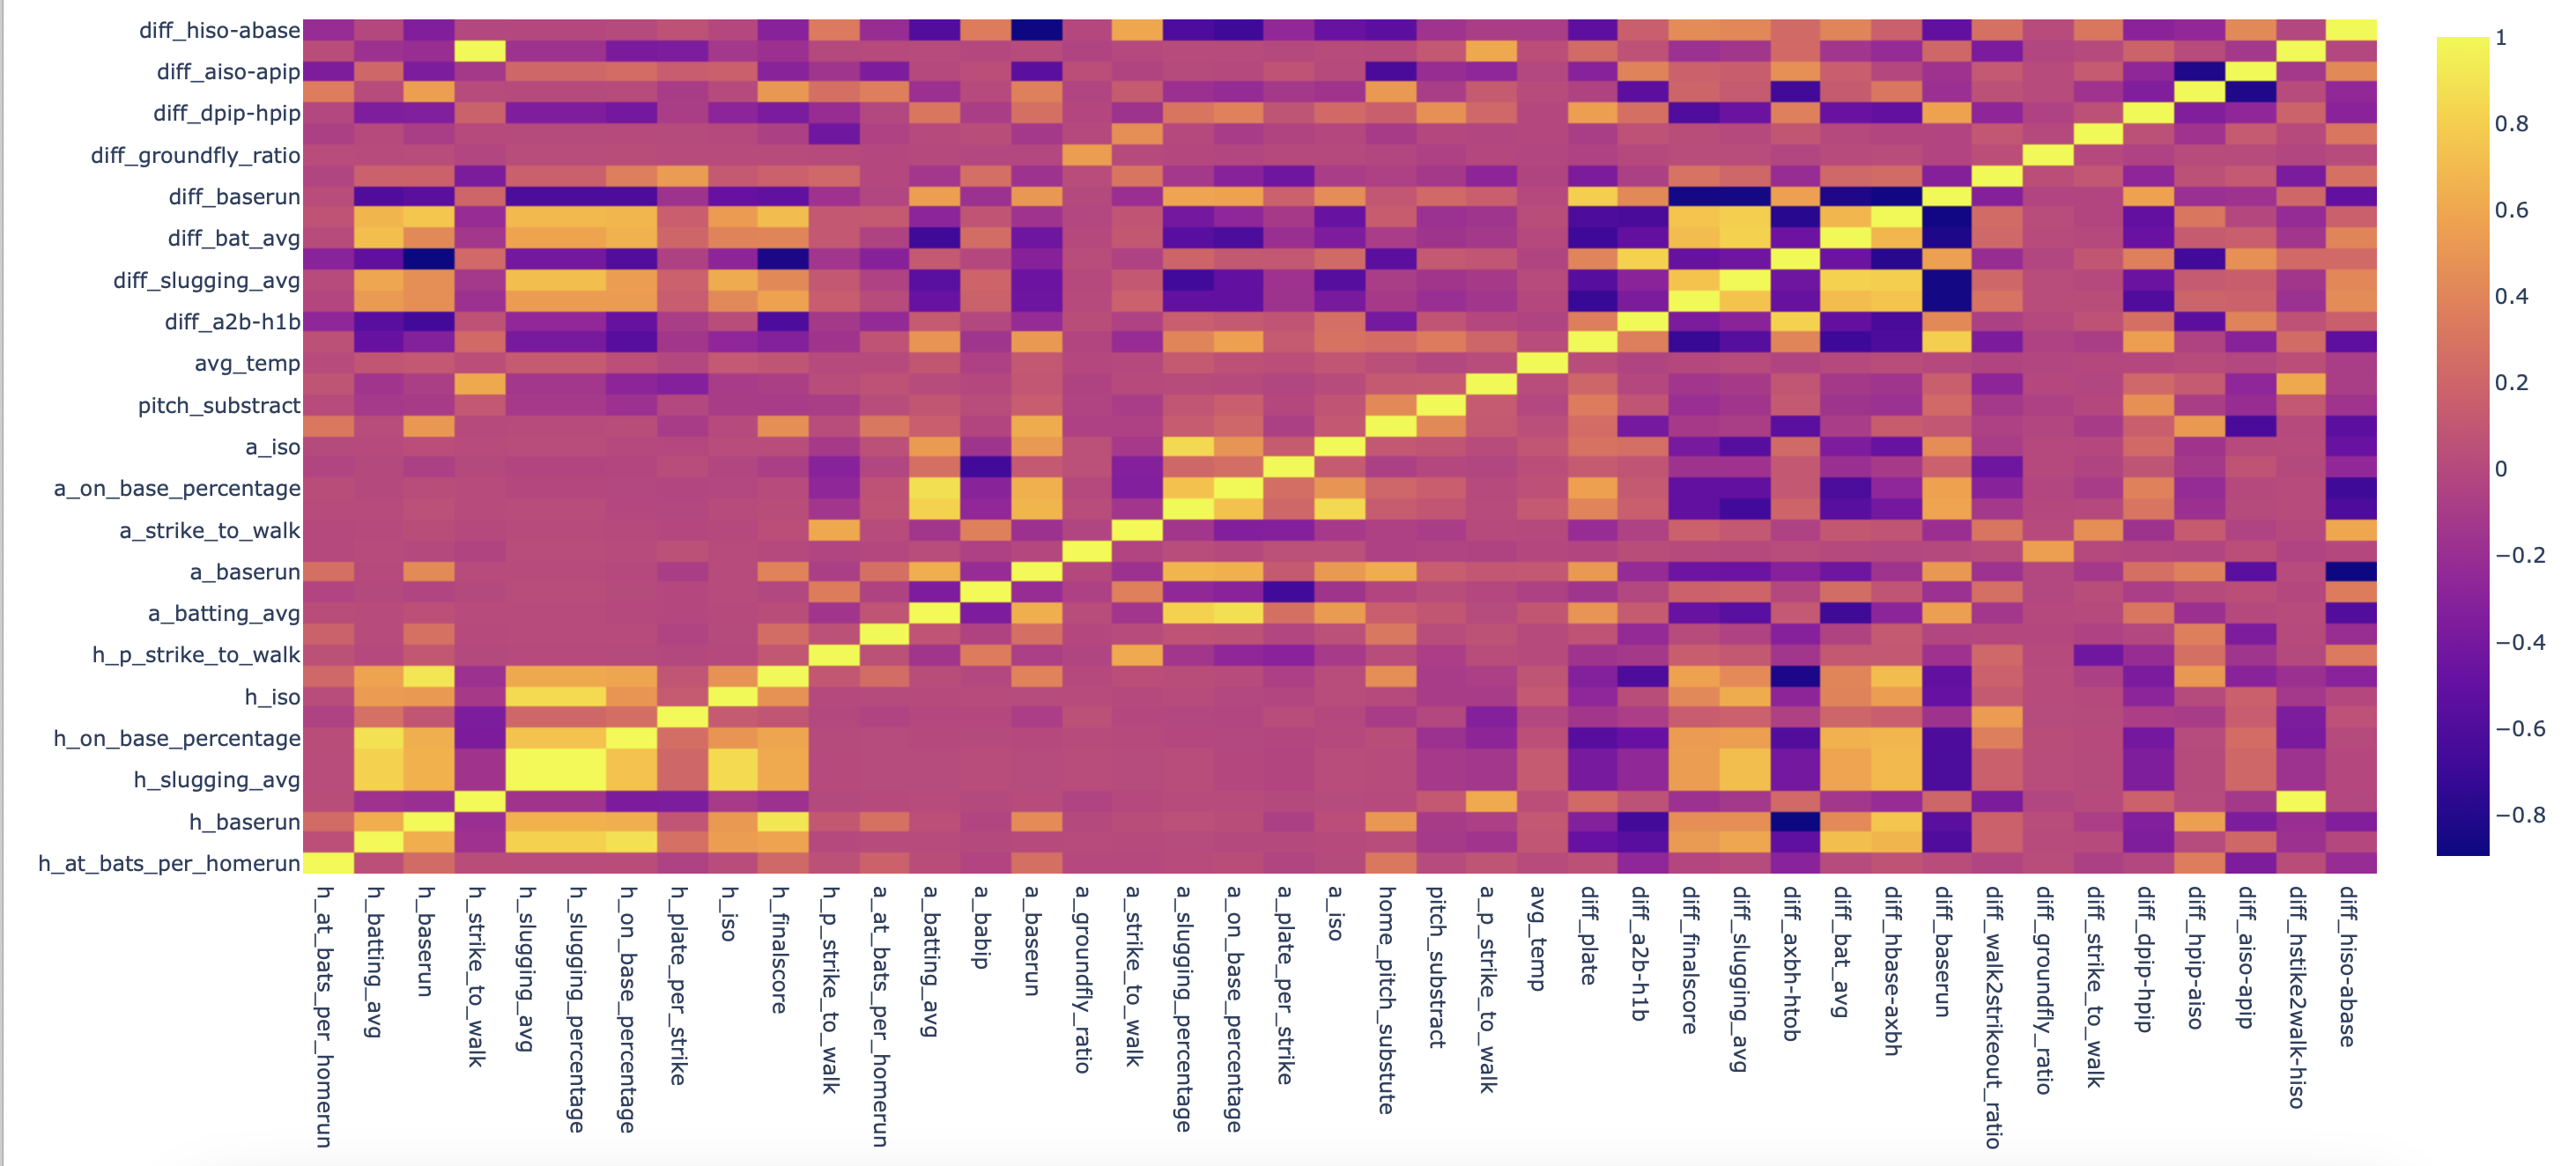 diff_hiso-abase
diff_aiso-apip
diff_dpip-hpip
diff_groundfly_ratio
diff_baserun
diff_bat_avg
diff_slugging_avg
diff_a2b-h1b
avg_temp
pitch_substract
a_iso
a_on_base_percentage
a_strike_to_walk
a_baserun
a_batting_avg
h_p_strike_to_walk
h_iso
h_on_base_percentage
h_slugging_avg
h_baserun
h_at_bats_per_homerun
h_at_bats_per_homerun
h_batting_avg
h_baserun
h_strike_to_walk
h_slugging_avg
h_slugging_percentage
h_on_base_percentage
h_plate_per_strike
h_iso
h_finalscore
h_p_strike_to_walk
a_at_bats_per_homerun
a_batting_avg
a_babip
a_baserun
a_groundfly_ratio
a_strike_to_walk
a_slugging_percentage
a_on_base_percentage
a_plate_per_strike
a_iso
home_pitch_substute
pitch_substract
a_p_strike_to_walk
avg_temp
diff_plate
diff_a2b-h1b
diff_finalscore
diff_slugging_avg
diff_axbh-htob
diff_bat_avg
diff_hbase-axbh
diff_baserun
diff_walk2strikeout_ratio
diff_groundfly_ratio
diff_strike_to_walk
diff_dpip-hpip
diff_hpip-aiso
diff_aiso-apip
diff_hstike2walk-hiso
diff_hiso-abase
1
0.8
0.6
0.4
0.2
0
−0.2
−0.4
−0.6
−0.8